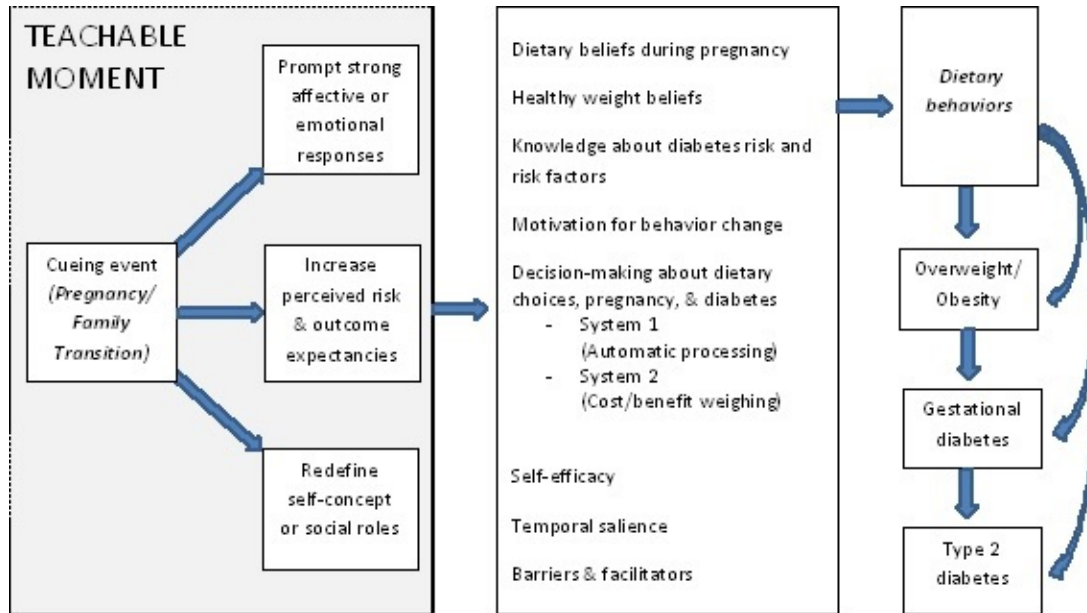 TEACHABLE
MOMENT
Prompt strong
affective or
emotional
responses
Cueing event
(Pregnancy/
Family
Transition)
Increase
perceived risk
& outcome
expectancies
Redefine
self-concept
or social roles
Dietary beliefs during pregnancy
Healthy weight beliefs
Knowledge about diabetes risk and
risk factors
Motivation for behavior change
Decision-making about dietary
choices, pregnancy, & diabetes
- System 1
(Automatic processing)
- System 2
(Cost/benefit weighing)
Self-efficacy
Temporal salience
Barriers & facilitators
Dietary
behaviors
Overweight/
Obesity
Gestational
diabetes
Type 2
diabetes